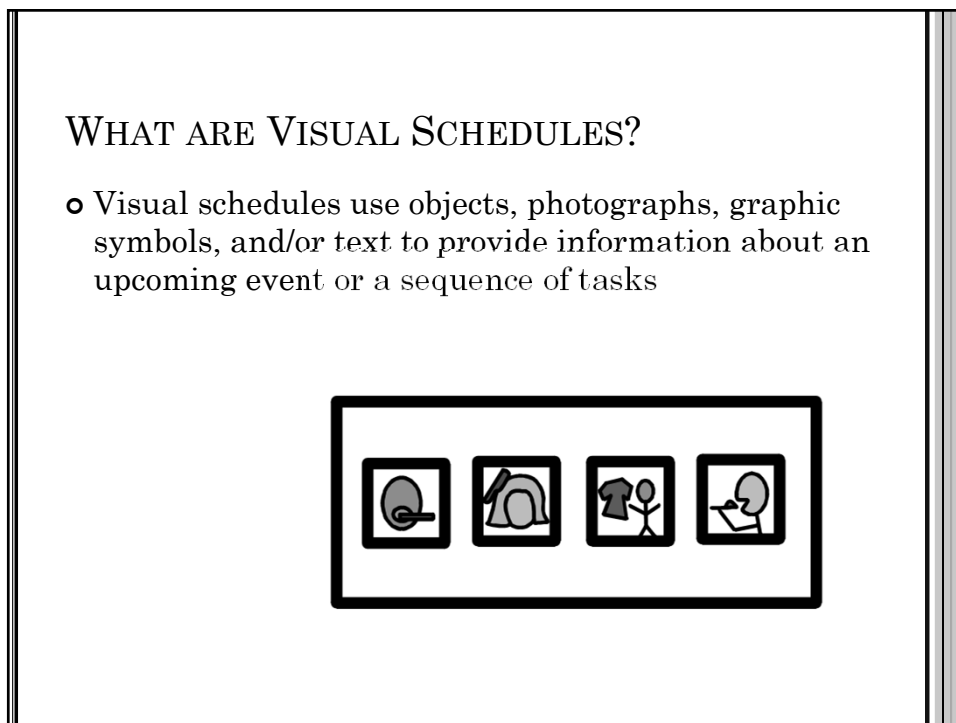 WHAT ARE VISUAL SCHEDULES?
Visual schedules use objects, photographs, graphic
symbols, and/or text to provide information about an
upcoming event or a sequence of tasks